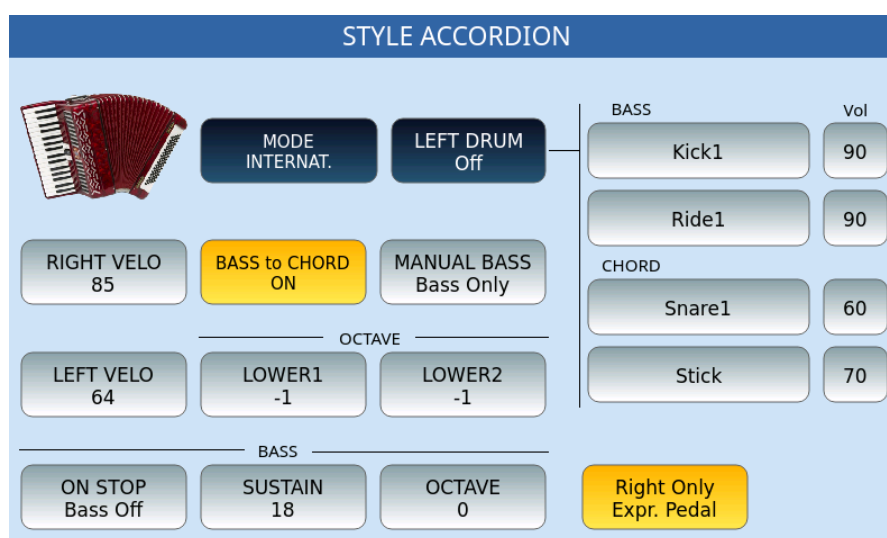 STYLE ACCORDION
MODE
INTERNAT.
LEFT DRUM
Off
BASS
Vol
Kick1
90
Ride1
90
CHORD
Snare1
60
Stick
70
RIGHT VELO
85
BASS to CHORD
ON
MANUAL BASS
Bass Only
OCTAVE
LEFT VELO
64
LOWER1
-1
LOWER2
-1
BASS
ON STOP
Bass Off
SUSTAIN
18
OCTAVE
0
Right Only
Expr. Pedal